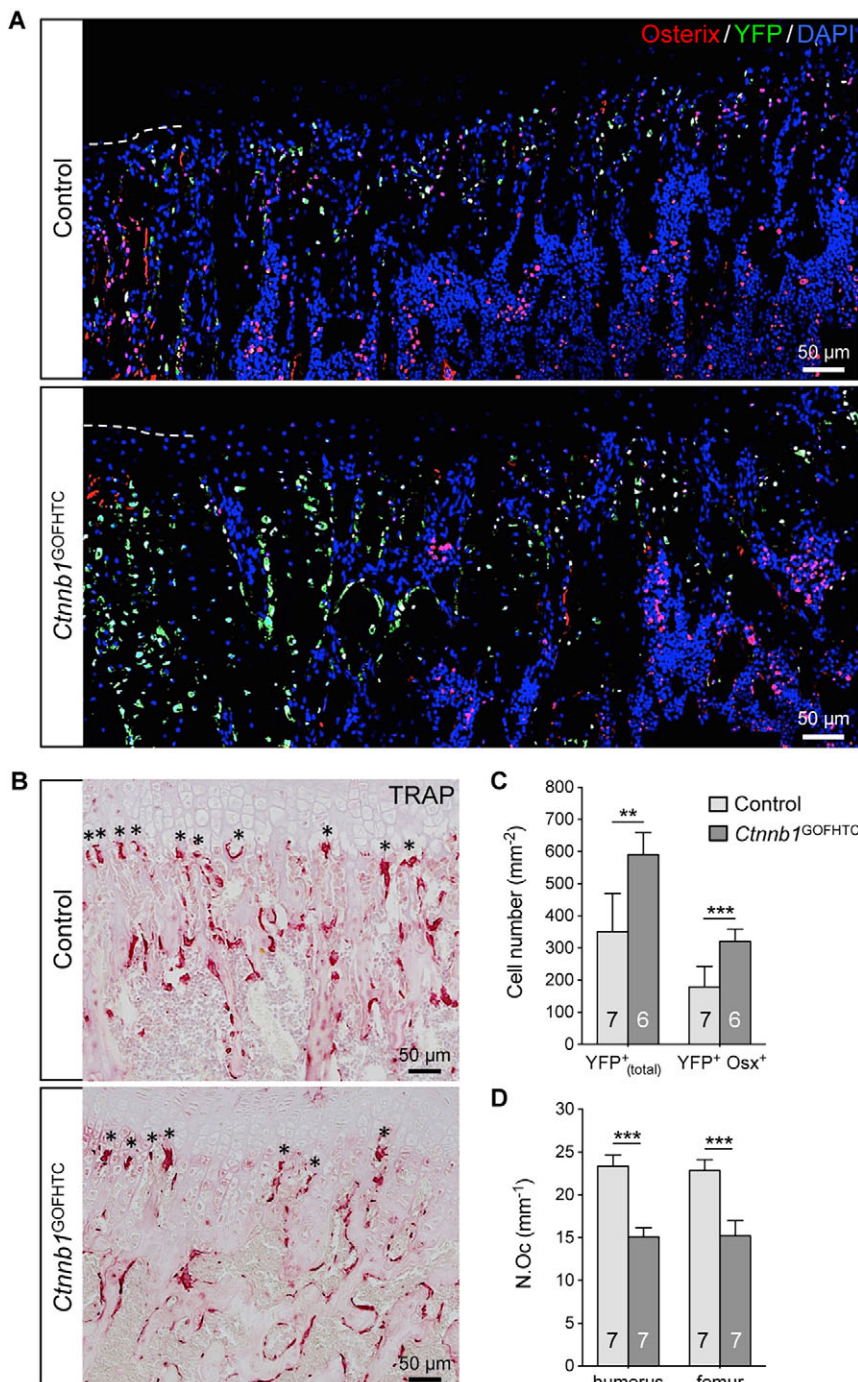 A
Osterix/YFP/DAPI
Control
50 µm
Ctnnb1GOFHTC
50 µm
B
TRAP
Control
** * * * * * * * *
50 µm
Ctnnb1GOFHTC
* * * * * * *
50 µm
C
800
700
600
500
400
300
200
100
0
Cell number (mm-2)
Control
Ctnnb1GOFHTC
**
***
7 6 7 6
YFP+(total) YFP+ Osx+
D
30
25
20
15
10
5
0
N.Oc (mm-1)
*** ***
7 7 7 7
humerus femur